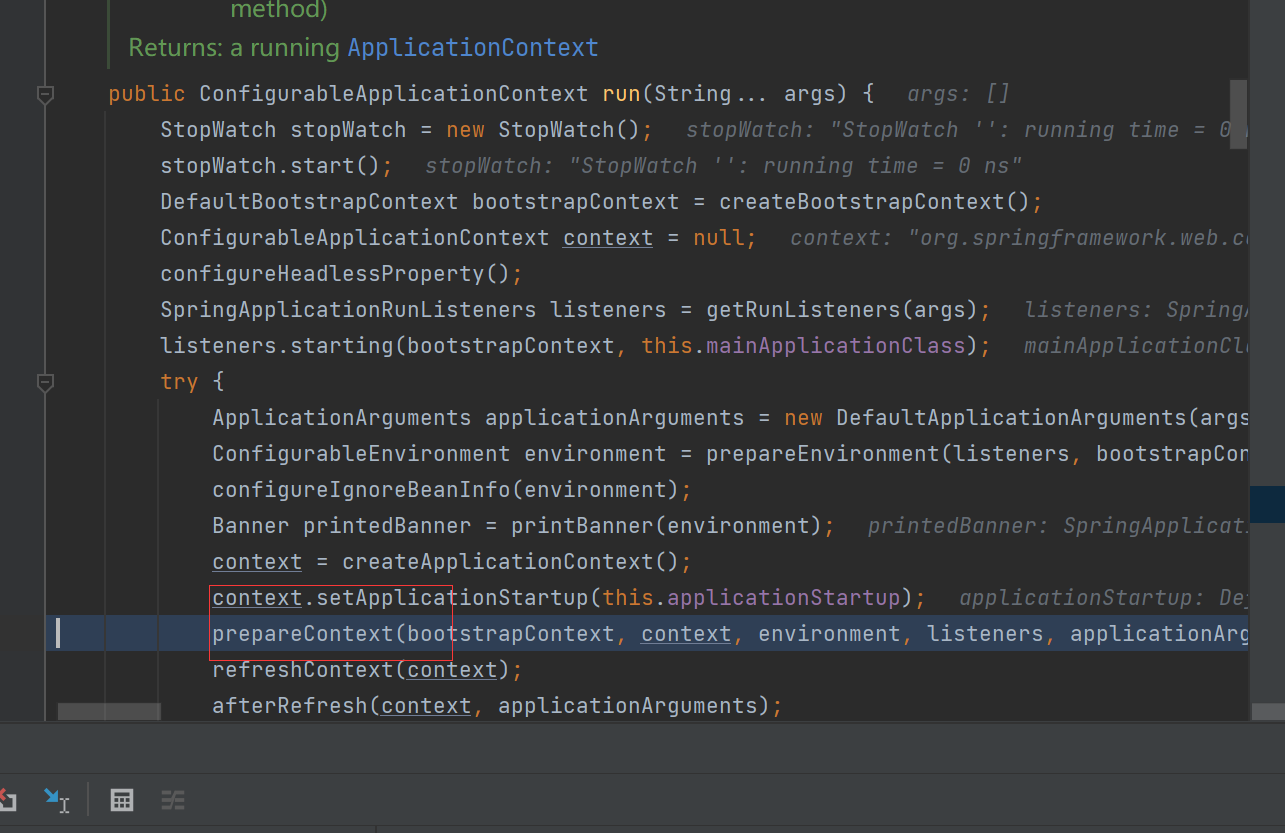 method)
Returns: a running ApplicationContext
public ConfigurableApplicationContext run(String... args) { args: []
StopWatch stopWatch = new StopWatch(); stopWatch: "StopWatch '': running time = 0
stopWatch.start(); stopWatch: "StopWatch '': running time = 0 ns"
DefaultBootstrapContext bootstrapContext = createBootstrapContext();
ConfigurableApplicationContext context = null; context: "org.springframework.web.c
configureHeadlessProperty();
SpringApplicationRunListeners listeners = getRunListeners(args); listeners: Spring
listeners.starting(bootstrapContext, this.mainApplicationClass); mainApplicationCl
try {
ApplicationArguments applicationArguments = new DefaultApplicationArguments(args
ConfigurableEnvironment environment = prepareEnvironment(listeners, bootstrapCon
configureIgnoreBeanInfo(environment);
Banner printedBanner = printBanner(environment); printedBanner: SpringApplicati
context = createApplicationContext();
context.setApplicationStartup(this.applicationStartup); applicationStartup: De
prepareContext(bootstrapContext, context, environment, listeners, applicationArg
refreshContext(context);
afterRefresh(context, applicationArguments);